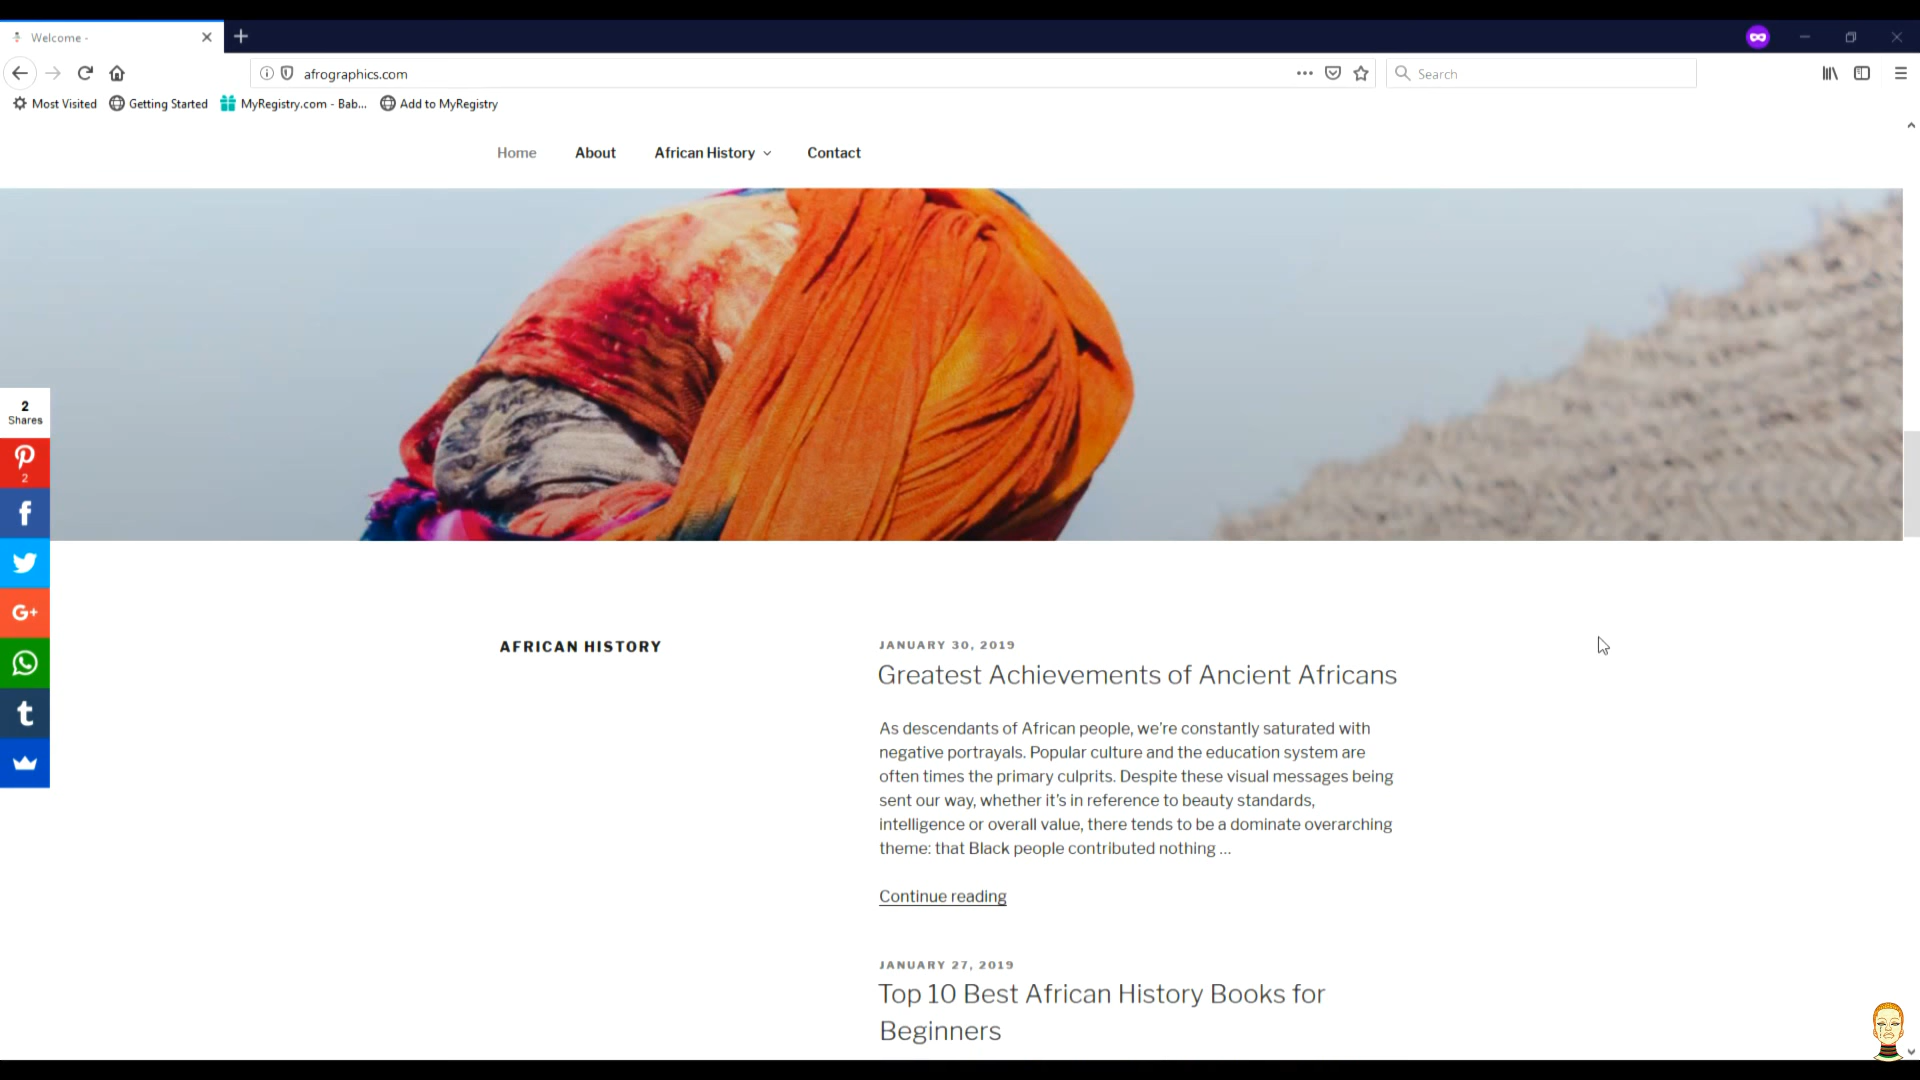 Welcome -
afrographics.com
Search
Most Visited
Getting Started
MyRegistry.com - Bab...
Add to MyRegistry
Home
About
African History
Contact
2
Shares
2
G+
AFRICAN HISTORY
JANUARY 30, 2019
Greatest Achievements of Ancient Africans
As descendants of African people, we're constantly saturated with
negative portrayals. Popular culture and the education system are
often times the primary culprits. Despite these visual messages being
sent our way, whether it's in reference to beauty standards,
intelligence or overall value, there tends to be a dominate overarching
theme: that Black people contributed nothing ...
Continue reading
JANUARY 27, 2019
Top 10 Best African History Books for
Beginners